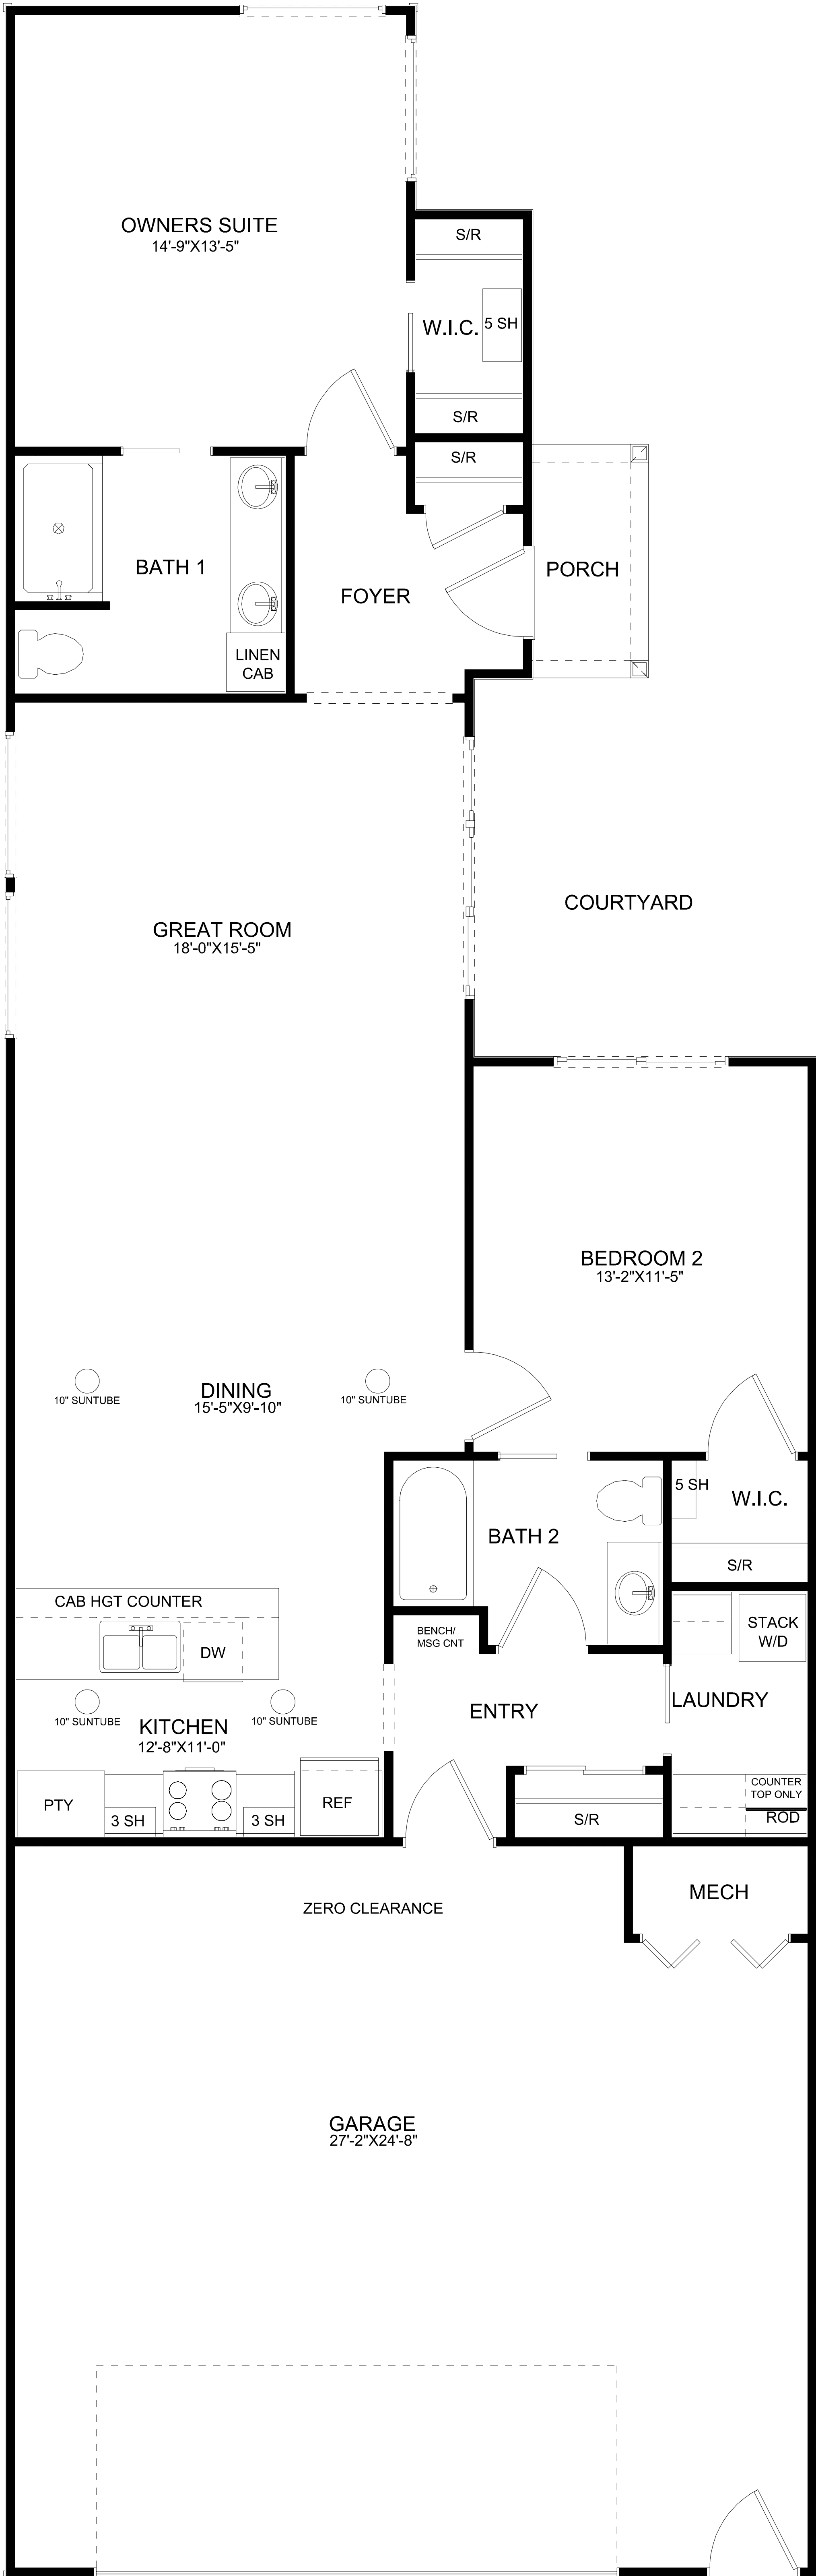 S/R
OWNERS SUITE
14'-9"X13'-5"
W.I.C.
5 SH
S/R
S/R
BATH 1
PORCH
FOYER
LINEN
CAB
COURTYARD
GREAT ROOM
18'-0"X15'-5"
BEDROOM 2
13'-2"X11'-5"
DINING
15'-5"X9'-10"
10" SUNTUBE
10" SUNTUBE
5 SH
W.I.C.
BATH 2
S/R
CAB HGT COUNTER
STACK
W/D
BENCH/
MSG CNT
DW
LAUNDRY
ENTRY
10" SUNTUBE
10" SUNTUBE
KITCHEN
12'-8"X11'-0"
COUNTER
TOP ONLY
PTY
REF
3 SH
3 SH
S/R
ROD
MECH
ZERO CLEARANCE
GARAGE
27'-2"X24'-8"